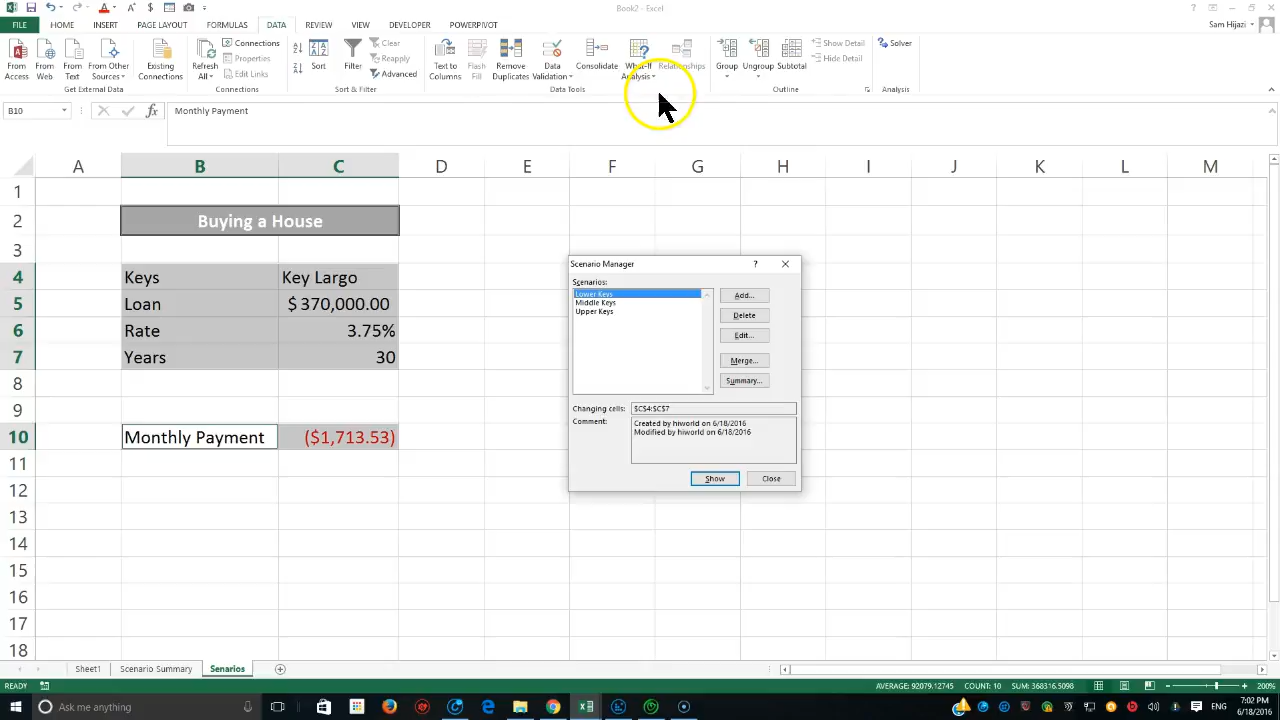 Book2 - Excel
FILE HOME INSERT PAGE LAYOUT FORMULAS DATA REVIEW VIEW DEVELOPER POWERPIVOT
Sam Hijazi
From Access
From Web
From Text
From Other Sources
Existing Connections
Refresh All
Connections
Properties
Edit Links
Sort
Filter
Clear
Reapply
Advanced
Text to Columns
Flash Fill
Remove Duplicates
Data Validation
Consolidate
What-If Analysis
Relationships
Group
Ungroup
Subtotal
Show Detail
Hide Detail
Solver
Get External Data
Connections
Sort & Filter
Data Tools
Outline
Analysis
B10
fx
Monthly Payment
A B C D E F G H I J K L M
1
2 Buying a House
3
4 Keys Key Largo
5 Loan $ 370,000.00
6 Rate 3.75%
7 Years 30
8
9
10 Monthly Payment ($1,713.53)
11
12
13
14
15
16
17
18
Scenario Manager
?
Scenarios:
Lower Keys
Middle Keys
Upper Keys
Add...
Delete
Edit...
Merge...
Summary...
Changing cells: $C$4:$C$7
Comment: Created by hiworld on 6/18/2016
Modified by hiworld on 6/18/2016
Show Close
Sheet1 Scenario Summary Senarios
READY
AVERAGE: 92079.12745 COUNT: 10 SUM: 368316.5098
200%
Ask me anything
ENG
7:02 PM
6/18/2016